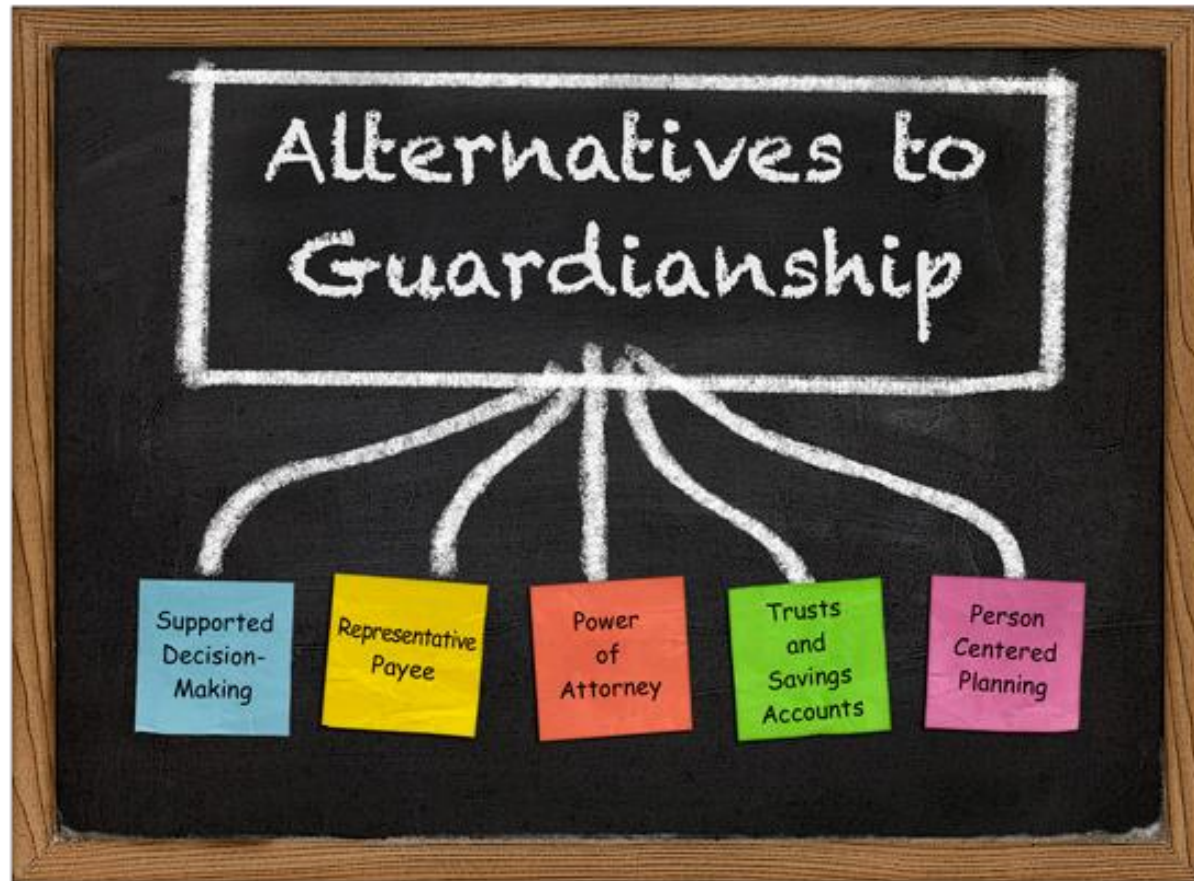 Alternatives to
Guardianship
Supported
Decision-
Making
Representative
Payee
Power
of
Attorney
Trusts
and
Savings
Accounts
Person
Centered
Planning